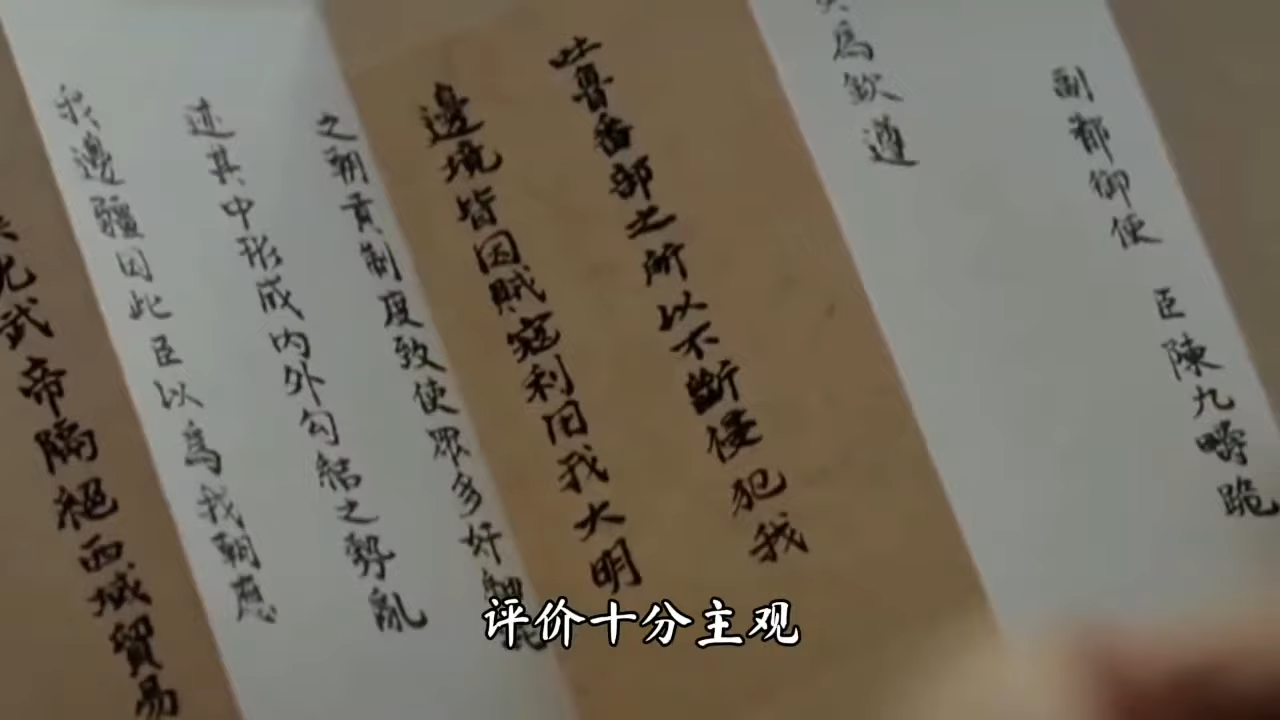 副都御使　臣陳九疇跪
為欽遵
吐魯番部之所以不斷侵犯我
邊境皆因賊寇利旧我大明
之朝貢制度致使眾多奸
述其中形成内外勾結之勢亂
我邊疆因此臣以為我朝應
光武帝隔絕西域貿易
评价十分主观